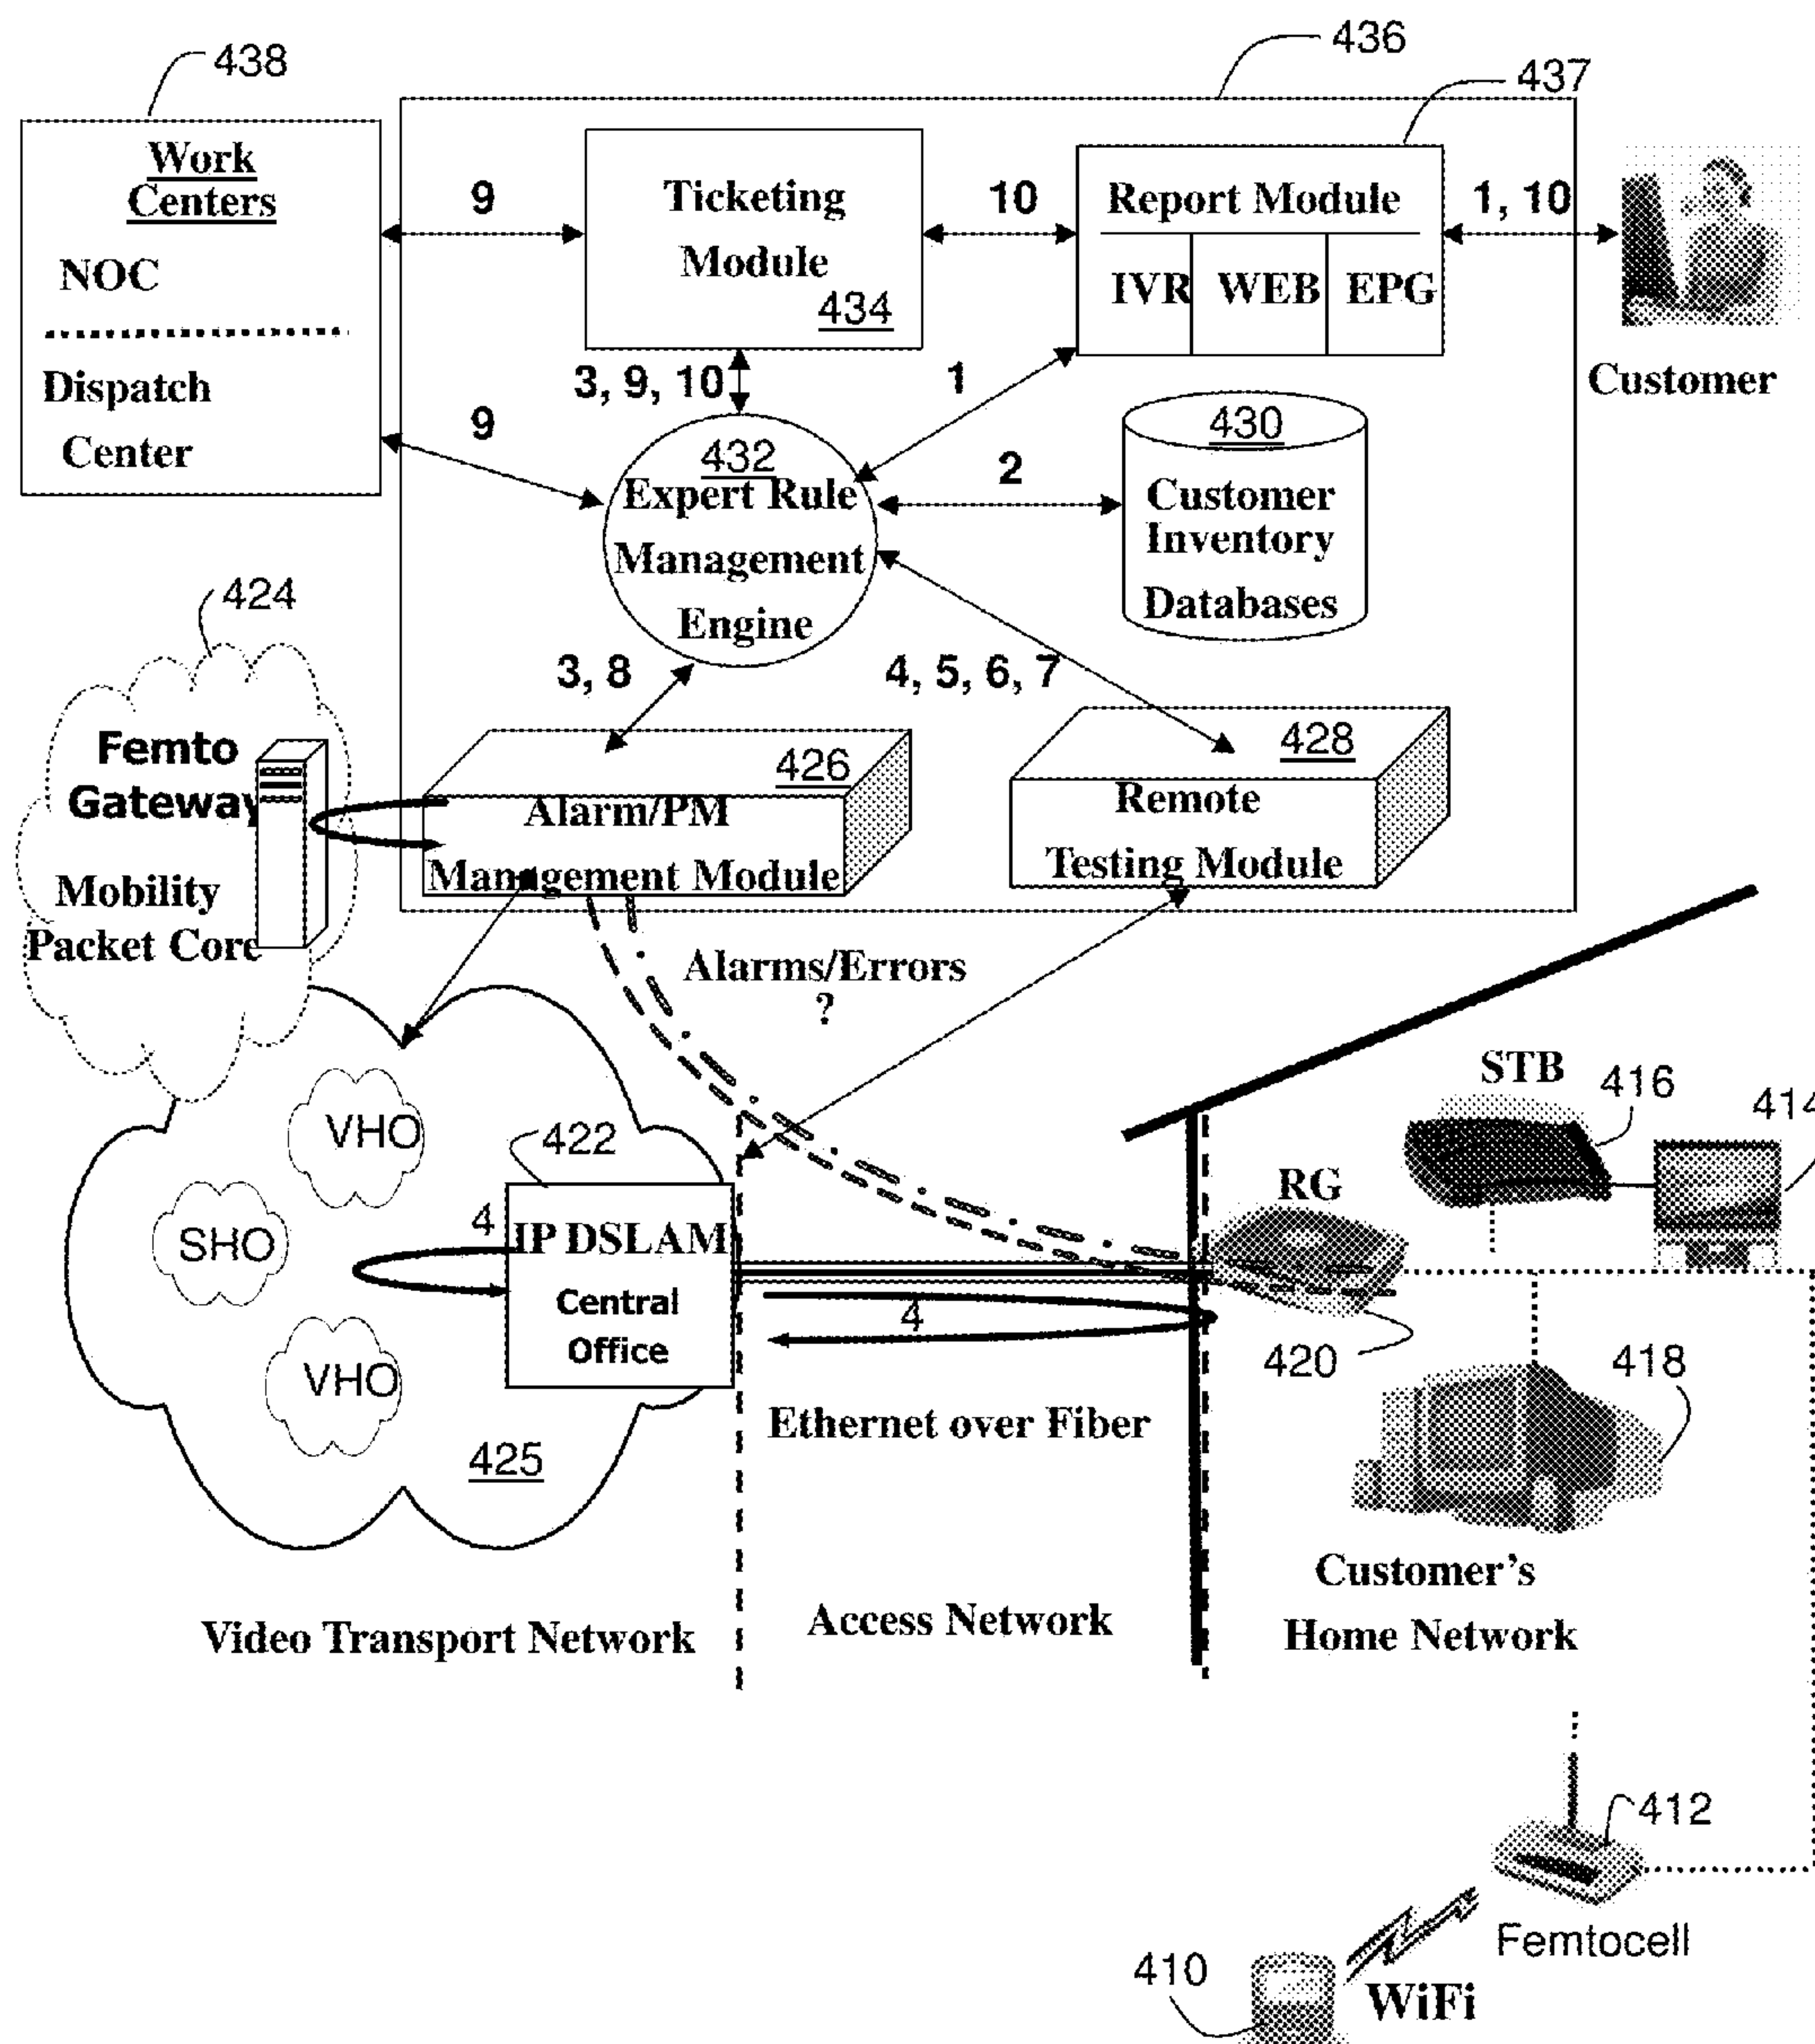 436
438
437
Work
Centers
NOC
Dispatch
Center
9
Ticketing
Module
434
10
Report Module
IVR WEB EPG
1, 10
Customer
3, 9, 10
1
9
432
Expert Rule
Management
Engine
2
430
Customer
Inventory
Databases
424
3, 8
4, 5, 6, 7
Femto
Gateway
Mobility
Packet Core
426
Alarm/PM
Management Module
428
Remote
Testing Module
Alarms/Errors
?
STB
416
414
VHO
422
RG
SHO
4
IP DSLAM
Central
Office
4
VHO
420
418
425
Ethernet over Fiber
Customer's
Home Network
Access Network
Video Transport Network
412
Femtocell
410
WiFi